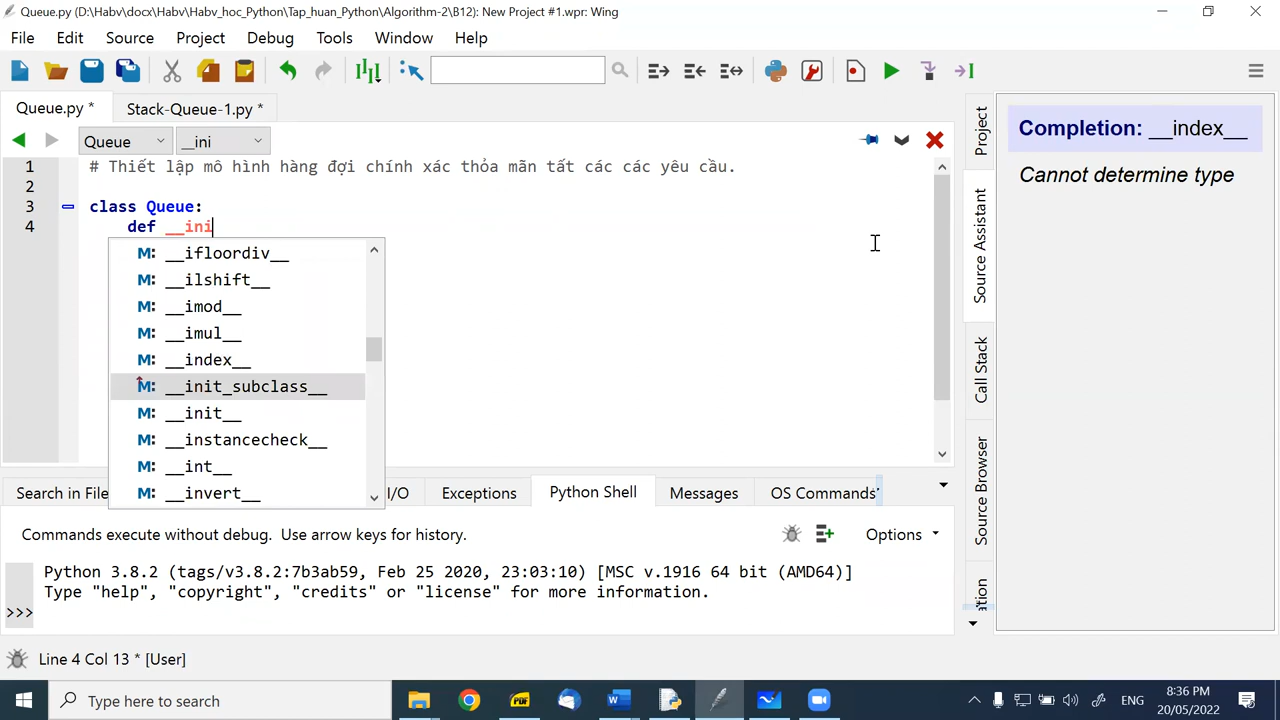 Queue.py (D:\Habv\docx\Habv\Habv_hoc_Python\Tap_huan_Python\Algorithm-2\B12): New Project #1.wpr: Wing
File Edit Source Project Debug Tools Window Help
Queue.py * Stack-Queue-1.py *
Queue __ini
1 # Thiết lập mô hình hàng đợi chính xác thỏa mãn tất các các yêu cầu.
2
3 class Queue:
4 def __ini
M: __ifloordiv__
M: __ilshift__
M: __imod__
M: __imul__
M: __index__
M: __init_subclass__
M: __init__
M: __instancecheck__
M: __int__
M: __invert__
Completion: __index__
Cannot determine type
Project
Source Assistant
Call Stack
Source Browser
ation
Search in File I/O Exceptions Python Shell Messages OS Commands
Commands execute without debug. Use arrow keys for history. Options
Python 3.8.2 (tags/v3.8.2:7b3ab59, Feb 25 2020, 23:03:10) [MSC v.1916 64 bit (AMD64)]
Type "help", "copyright", "credits" or "license" for more information.
>>>
Line 4 Col 13 * [User]
Type here to search PDF ENG 8:36 PM
20/05/2022